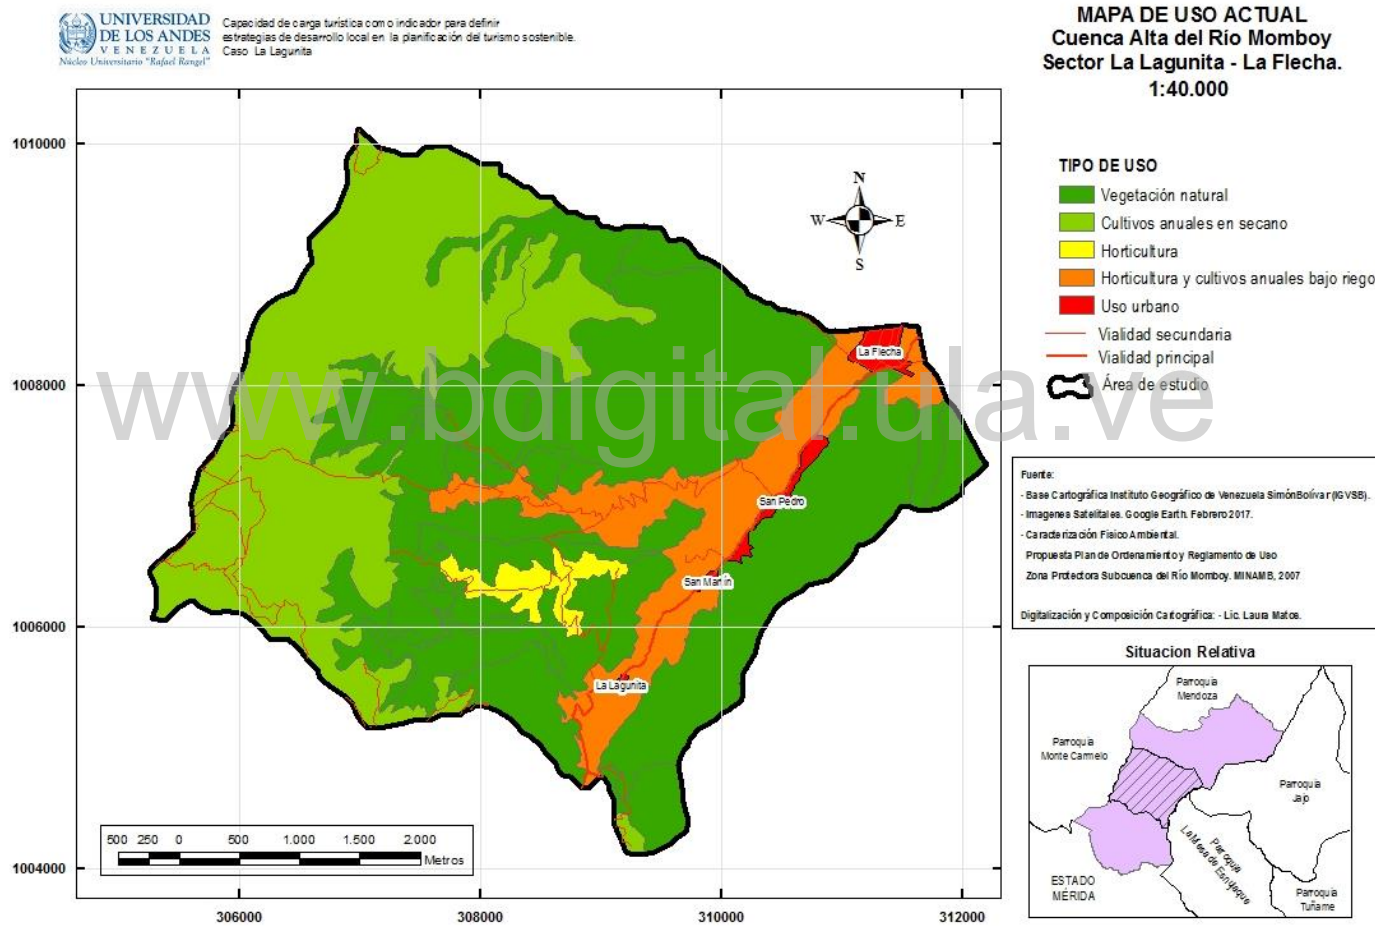 UNIVERSIDAD
DE LOS ANDES
VENEZUELA
Núcleo Universitario "Rafael Rangel"
Capacidad de carga turística como indicador para definir
estrategias de desarrollo local en la planificación del turismo sostenible.
Caso La Lagunita
MAPA DE USO ACTUAL
Cuenca Alta del Río Momboy
Sector La Lagunita - La Flecha.
1:40.000
TIPO DE USO
Vegetación natural
Cultivos anuales en secano
Horticultura
Horticultura y cultivos anuales bajo riego
Uso urbano
Vialidad secundaria
Vialidad principal
Área de estudio
1010000
1008000
1006000
1004000
306000
308000
310000
312000
N
W
E
S
La Flecha
San Pedro
San Martín
La Lagunita
www.bdigital.ula.ve
500 250 0 500 1.000 1.500 2.000
Metros
Fuente:
- Base Cartográfica Instituto Geográfico de Venezuela SimónBolívar (IGVSB).
- Imagenes Satelitales. Google Earth. Febrero 2017.
- Caracterización Fisico Ambiental.
Propuesta Plan de Ordenamiento y Reglamento de Uso
Zona Protectora Subcuenca del Río Momboy. MINAMB, 2007
Digitalización y Composición Cartográfica: - Lic. Laura Matos.
Situacion Relativa
Parroquia
Mendoza
Parroquia
Monte Carmelo
Parroquia
Jajo
Parroquia
La Mesa de Esnujaque
ESTADO
MÉRIDA
Parroquia
Tuñame